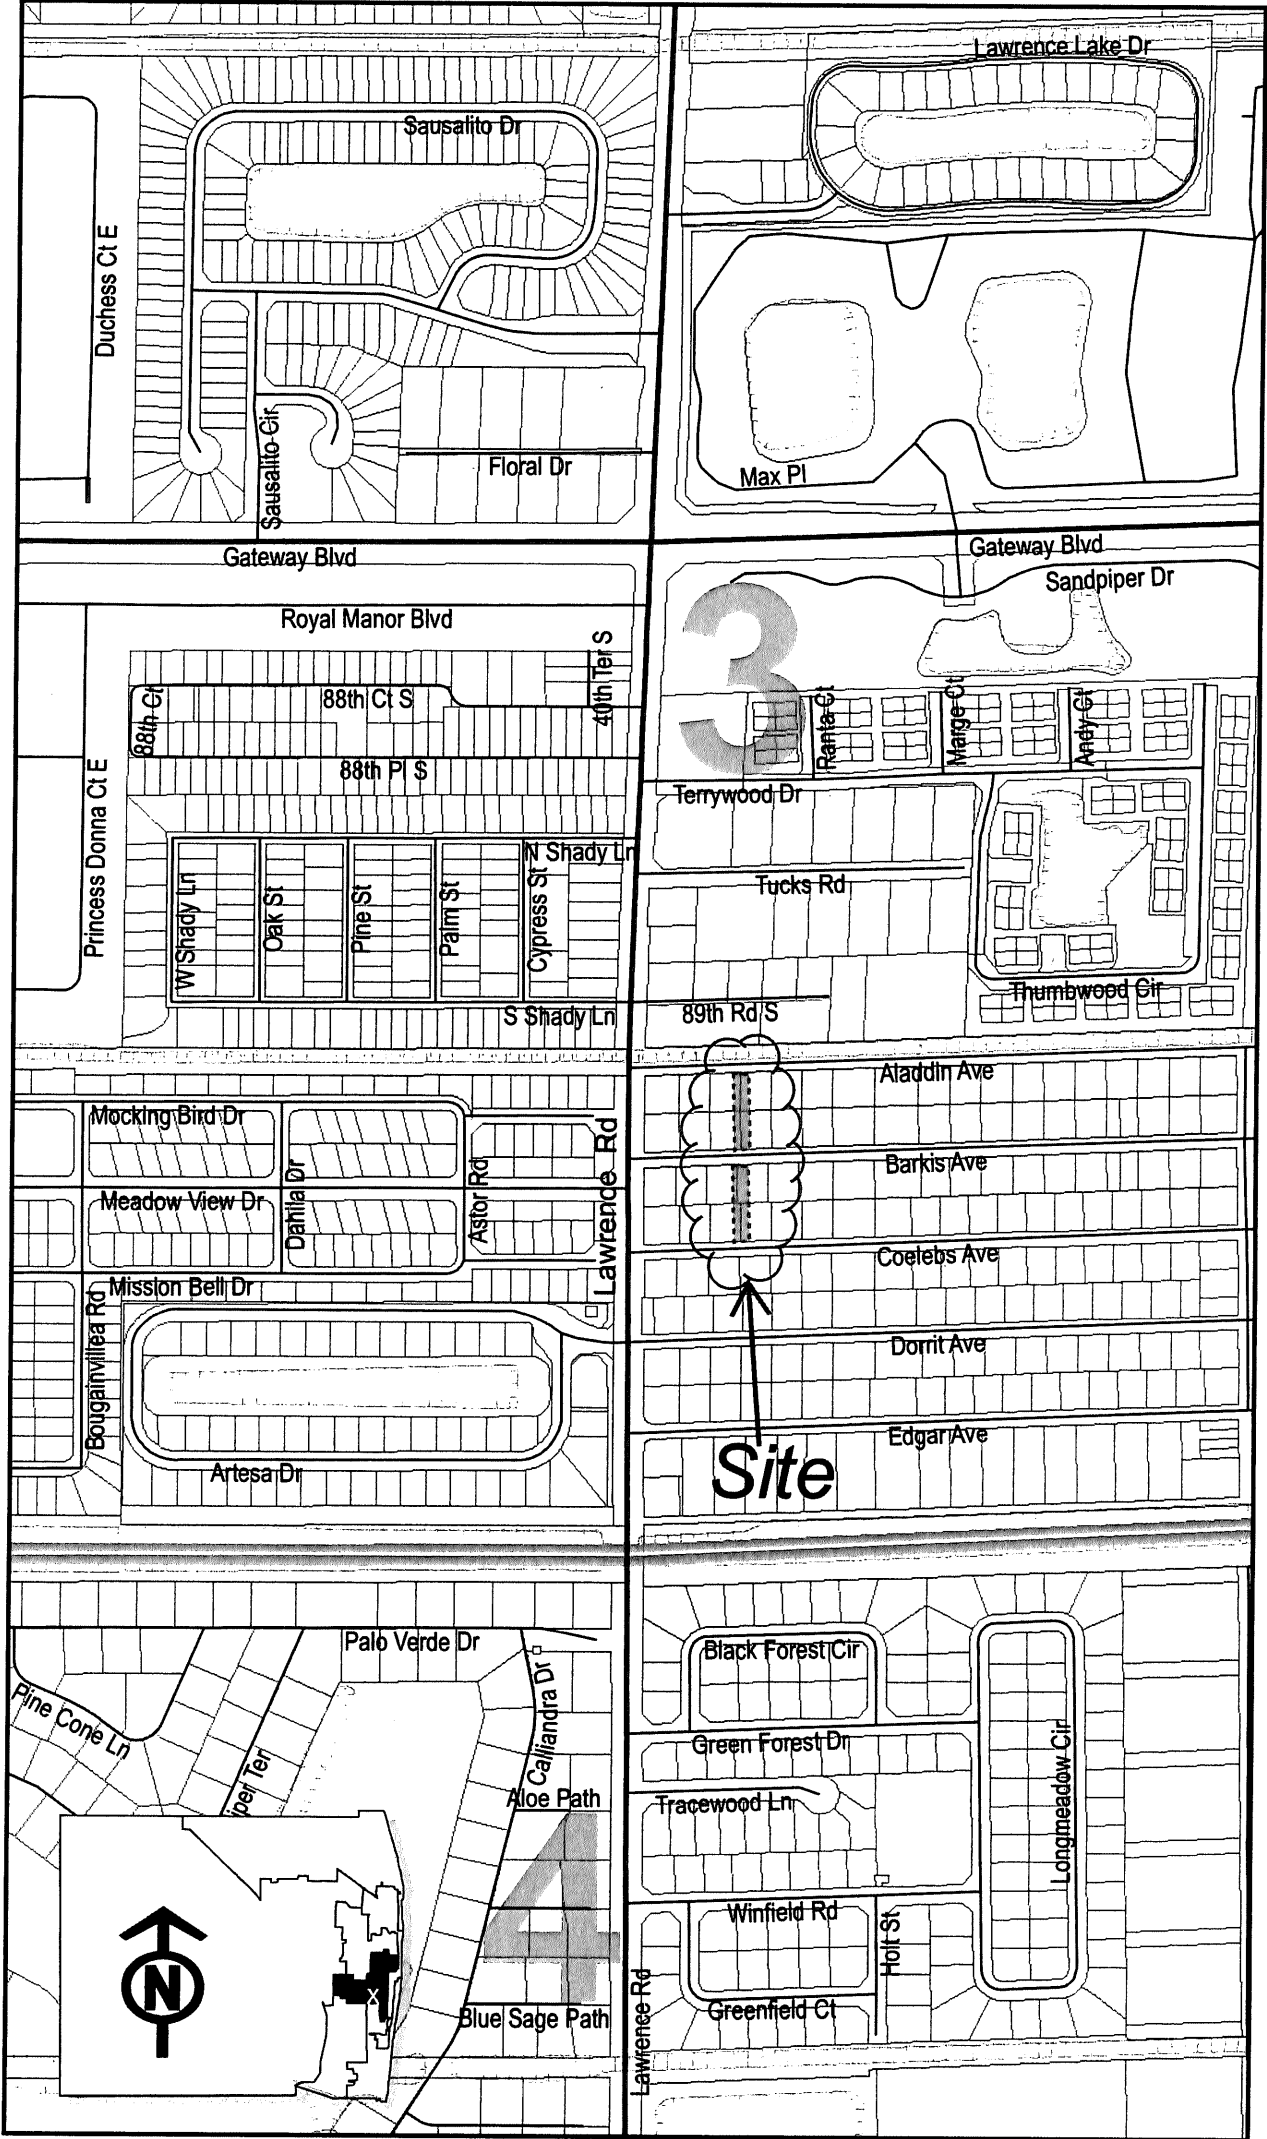 Lawrence Lake Dr
Sausalito Dr
Duchess Ct E
Sausalito Cir
Floral Dr
Max Pl
Gateway Blvd
Gateway Blvd
Sandpiper Dr
Royal Manor Blvd
3
40th Ter S
88th Ct S
88th Ct
Ranta Ct
Marge Ct
Andy Ct
88th Pl S
Princess Donna Ct E
Terrywood Dr
N Shady Ln
Tucks Rd
W Shady Ln
Oak St
Pine St
Palm St
Cypress St
Thumbwood Cir
S Shady Ln
89th Rd S
Aladdin Ave
Mocking Bird Dr
Lawrence Rd
Barkis Ave
Meadow View Dr
Dahlia Dr
Astor Rd
Coelebs Ave
Mission Bell Dr
Bougainvillea Rd
Dorrit Ave
Edgar Ave
Site
Artesa Dr
Palo Verde Dr
Black Forest Cir
Calliandra Dr
Pine Cone Ln
Green Forest Dr
iper Ter
Aloe Path
Tracewood Ln
Longmeadow Cir
4
Winfield Rd
Holt St
N
X
Lawrence Rd
Greenfield Ct
Blue Sage Path